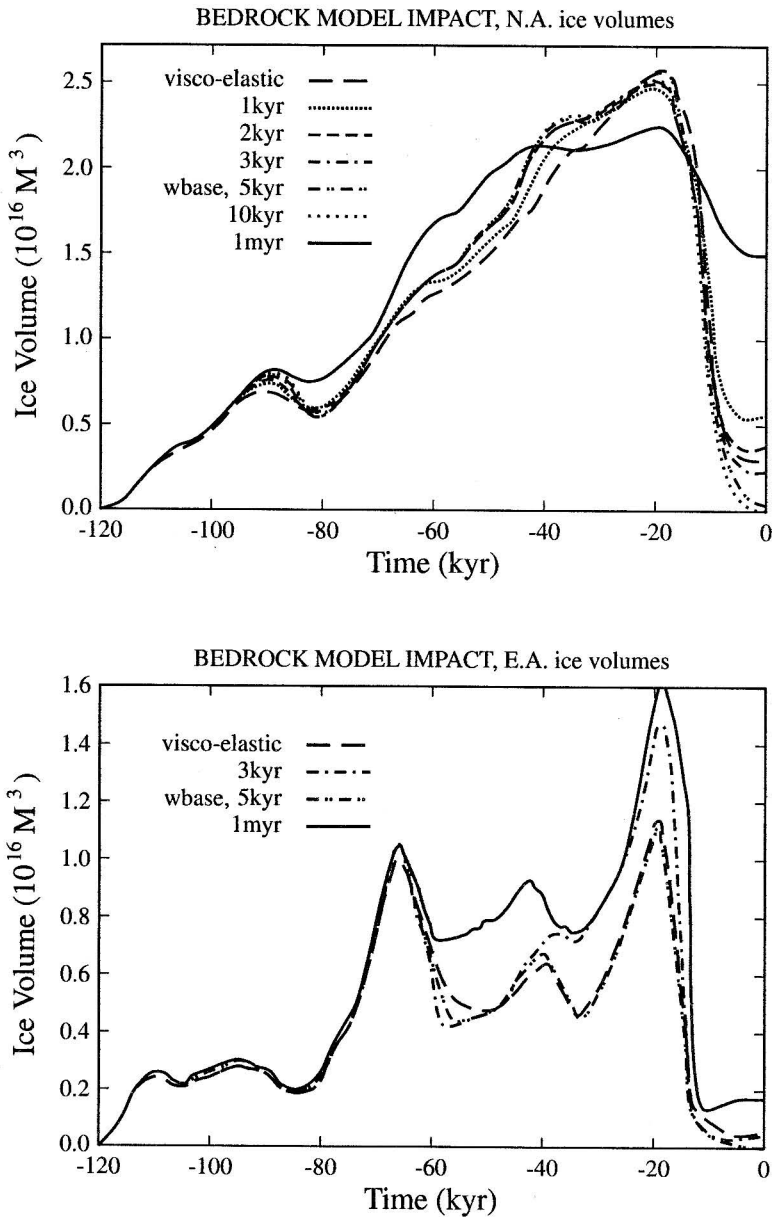 BEDROCK MODEL IMPACT, N.A. ice volumes
Ice Volume (10^16 M^3)
2.5
2.0
1.5
1.0
0.5
0.0
visco-elastic
1kyr
2kyr
3kyr
wbase, 5kyr
10kyr
1myr
-120 -100 -80 -60 -40 -20 0
Time (kyr)
BEDROCK MODEL IMPACT, E.A. ice volumes
Ice Volume (10^16 M^3)
1.6
1.4
1.2
1.0
0.8
0.6
0.4
0.2
0.0
visco-elastic
3kyr
wbase, 5kyr
1myr
-120 -100 -80 -60 -40 -20 0
Time (kyr)